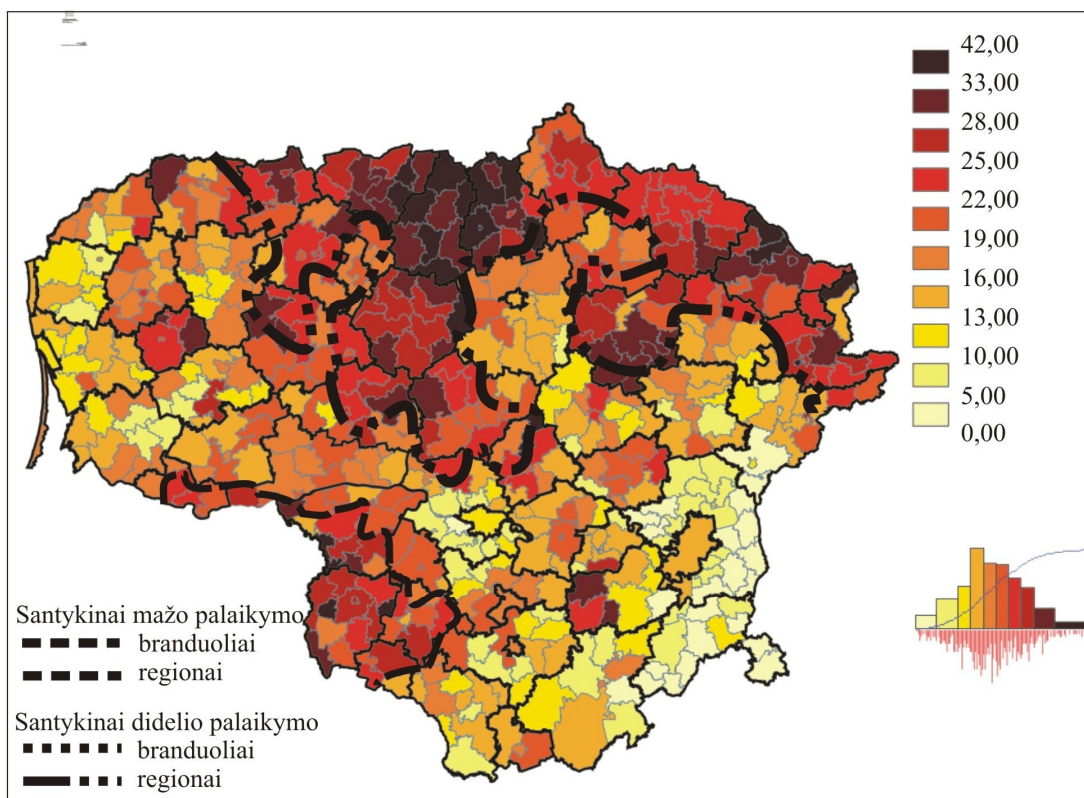 42,00
33,00
28,00
25,00
22,00
19,00
16,00
13,00
10,00
5,00
0,00
Santykinai mažo palaikymo
branduoliai
regionai
Santykinai didelio palaikymo
branduoliai
regionai